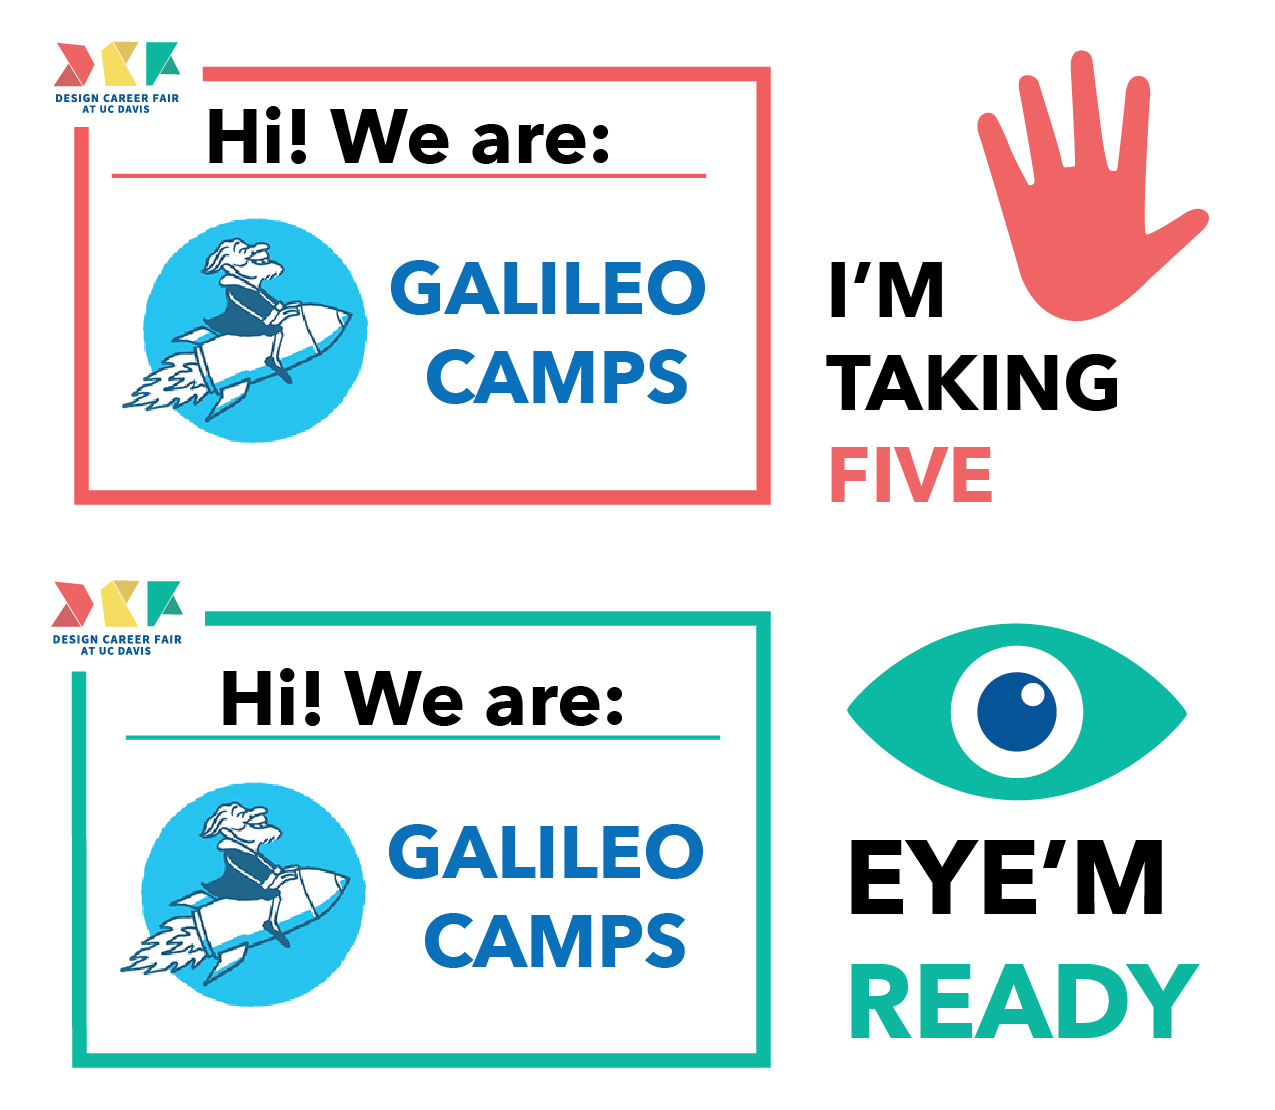 DESIGN CAREER FAIR
AT UC DAVIS
Hi! We are:
GALILEO
CAMPS
I’M
TAKING
FIVE
DESIGN CAREER FAIR
AT UC DAVIS
Hi! We are:
GALILEO
CAMPS
EYE’M
READY